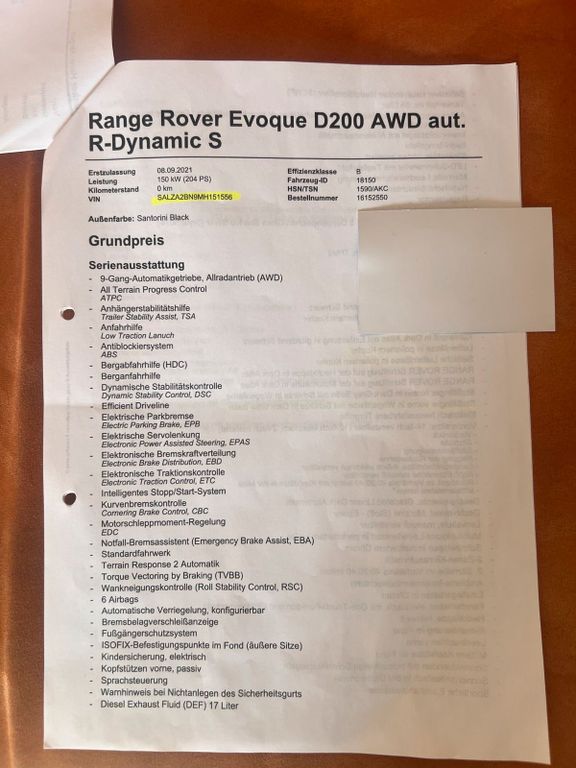 Range Rover Evoque D200 AWD aut.
R-Dynamic S
Erstzulassung 08.09.2021 Effizienzklasse B
Leistung 150 kW (204 PS) Fahrzeug-ID 18150
Kilometerstand 0 km HSN/TSN 1590/AKC
VIN SALZA2BN9MH151556 Bestellnummer 16152550
Außenfarbe: Santorini Black
Grundpreis
Serienausstattung
- 9-Gang-Automatikgetriebe, Allradantrieb (AWD)
- All Terrain Progress Control
ATPC
- Anhängerstabilitätshilfe
Trailer Stability Assist, TSA
- Anfahrhilfe
Low Traction Lanuch
- Antiblockiersystem
ABS
- Bergabfahrhilfe (HDC)
- Berganfahrhilfe
- Dynamische Stabilitätskontrolle
Dynamic Stability Control, DSC
- Efficient Driveline
- Elektrische Parkbremse
Electric Parking Brake, EPB
- Elektrische Servolenkung
Electronic Power Assisted Steering, EPAS
- Elektronische Bremskraftverteilung
Electronic Brake Distribution, EBD
- Elektronische Traktionskontrolle
Electronic Traction Control, ETC
- Intelligentes Stopp/Start-System
- Kurvenbremskontrolle
Cornering Brake Control, CBC
- Motorschleppmoment-Regelung
EDC
- Notfall-Bremsassistent (Emergency Brake Assist, EBA)
- Standardfahrwerk
- Terrain Response 2 Automatik
- Torque Vectoring by Braking (TVBB)
- Wankneigungskontrolle (Roll Stability Control, RSC)
- 6 Airbags
- Automatische Verriegelung, konfigurierbar
- Bremsbelagverschleißanzeige
- Fußgängerschutzsystem
- ISOFIX-Befestigungspunkte im Fond (äußere Sitze)
- Kindersicherung, elektrisch
- Kopfstützen vorne, passiv
- Sprachsteuerung
- Warnhinweis bei Nichtanlegen des Sicherheitsgurts
- Diesel Exhaust Fluid (DEF) 17 Liter